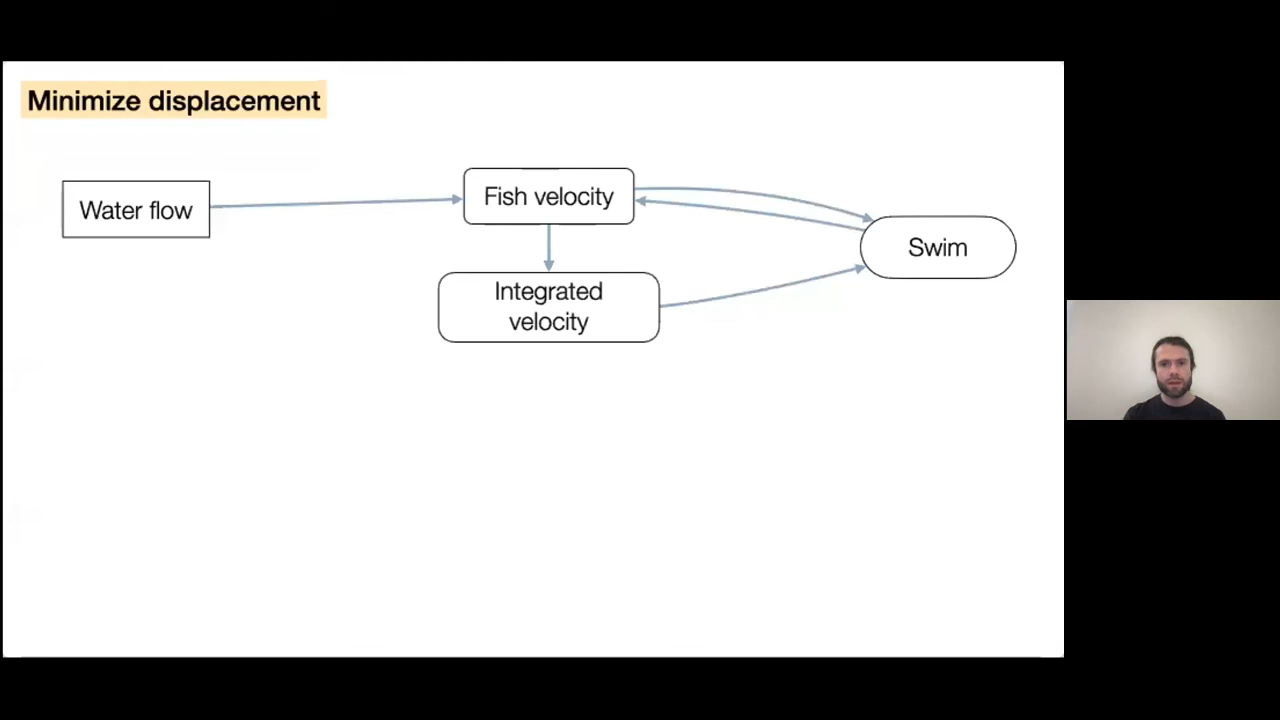 Minimize displacement
Water flow
Fish velocity
Swim
Integrated
velocity